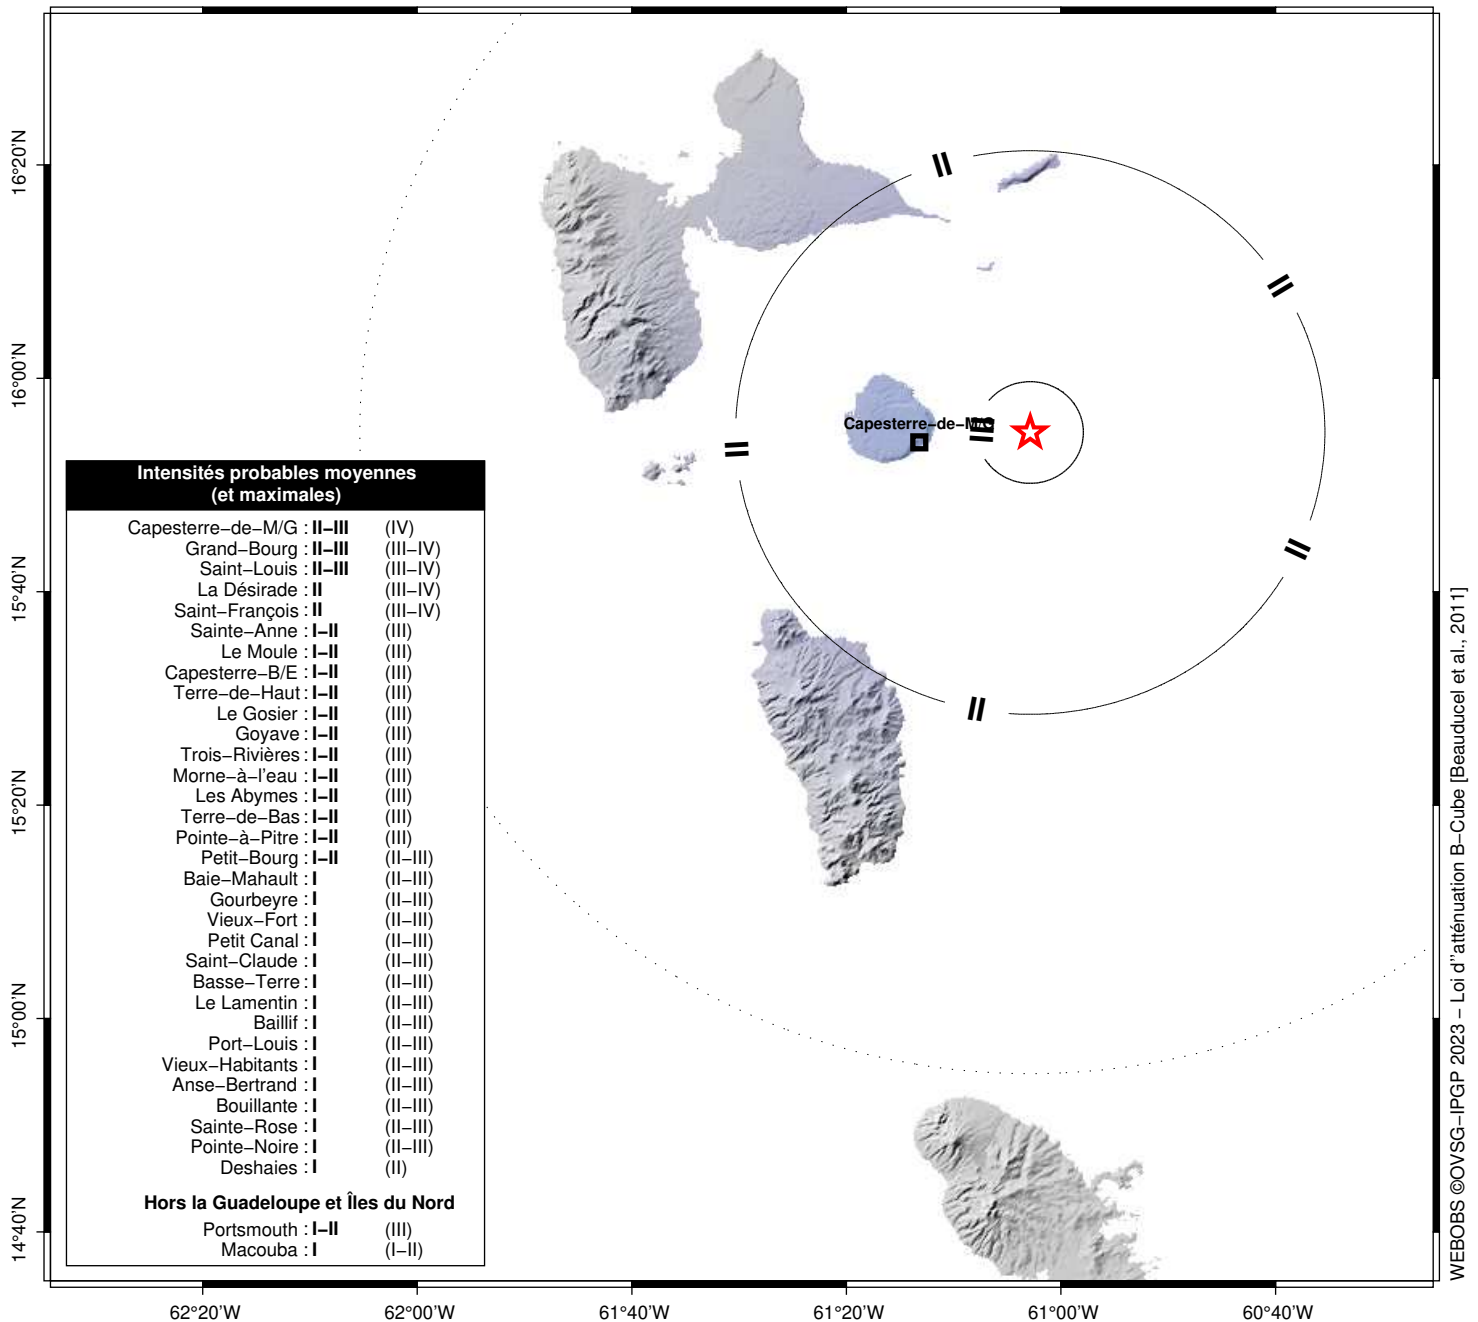 16°20'N
16°00'N
15°40'N
15°20'N
15°00'N
14°40'N
62°20'W
62°00'W
61°40'W
61°20'W
61°00'W
60°40'W
II
II
II
II
II
III
Capesterre–de–M/G
Intensités probables moyennes
(et maximales)
Capesterre–de–M/G : II–III (IV)
Grand–Bourg : II–III (III–IV)
Saint–Louis : II–III (III–IV)
La Désirade : II (III–IV)
Saint–François : II (III–IV)
Sainte–Anne : I–II (III)
Le Moule : I–II (III)
Capesterre–B/E : I–II (III)
Terre–de–Haut : I–II (III)
Le Gosier : I–II (III)
Goyave : I–II (III)
Trois–Rivières : I–II (III)
Morne–à–l'eau : I–II (III)
Les Abymes : I–II (III)
Terre–de–Bas : I–II (III)
Pointe–à–Pitre : I–II (III)
Petit–Bourg : I–II (II–III)
Baie–Mahault : I (II–III)
Gourbeyre : I (II–III)
Vieux–Fort : I (II–III)
Petit Canal : I (II–III)
Saint–Claude : I (II–III)
Basse–Terre : I (II–III)
Le Lamentin : I (II–III)
Baillif : I (II–III)
Port–Louis : I (II–III)
Vieux–Habitants : I (II–III)
Anse–Bertrand : I (II–III)
Bouillante : I (II–III)
Sainte–Rose : I (II–III)
Pointe–Noire : I (II–III)
Deshaies : I (II)
Hors la Guadeloupe et Îles du Nord
Portsmouth : I–II (III)
Macouba : I (I–II)
WEBOBS ©OVSG–IPGP 2023 – Loi d''atténuation B–Cube [Beauducel et al., 2011]